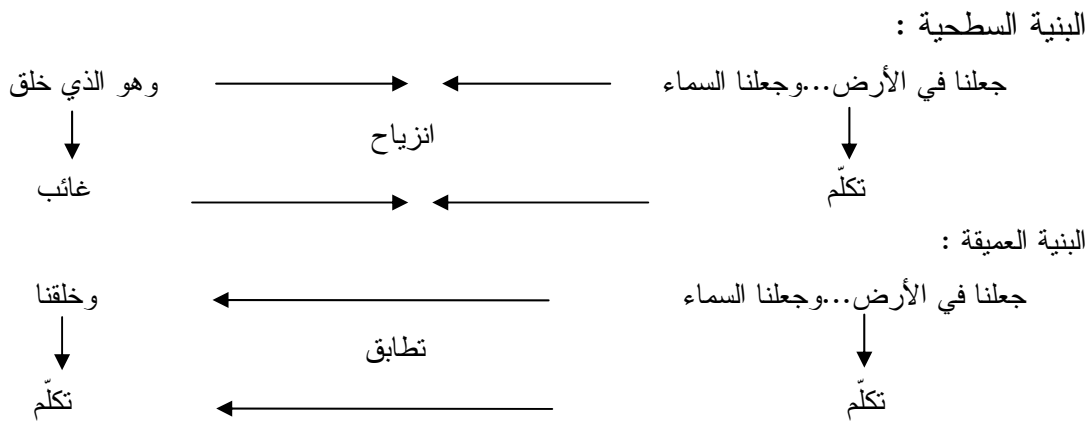 البنية السطحية :
جعلنا في الأرض...وجعلنا السماء وهو الذي خلق
انزياح
تكلّم غائب
البنية العميقة :
جعلنا في الأرض...وجعلنا السماء وخلقنا
تطابق
تكلّم تكلّم